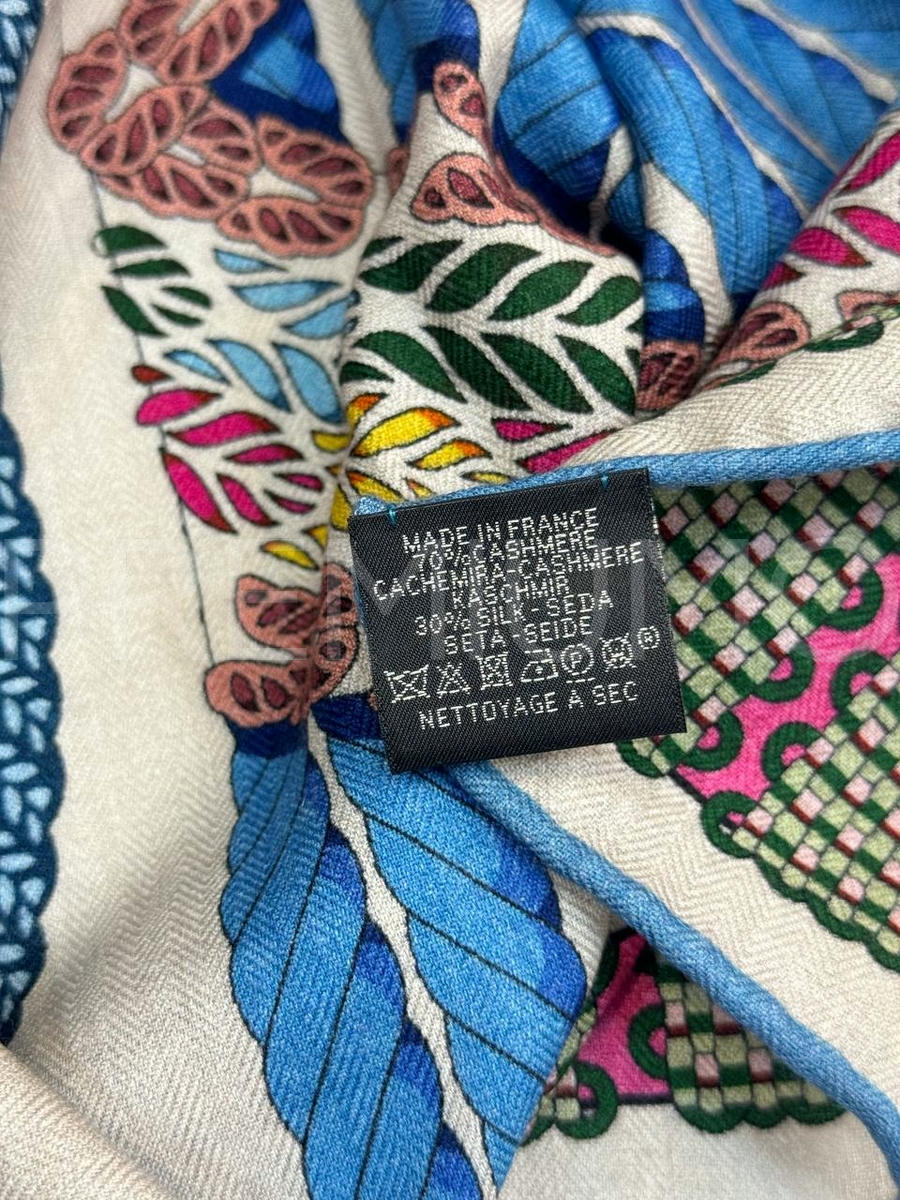 MADE IN FRANCE
70% CASHMERE
CACHEMIRA-CASHMERE
KASCHMIR
30% SILK-SEDA
SETA-SEIDE
P ®
NETTOYAGE A SEC